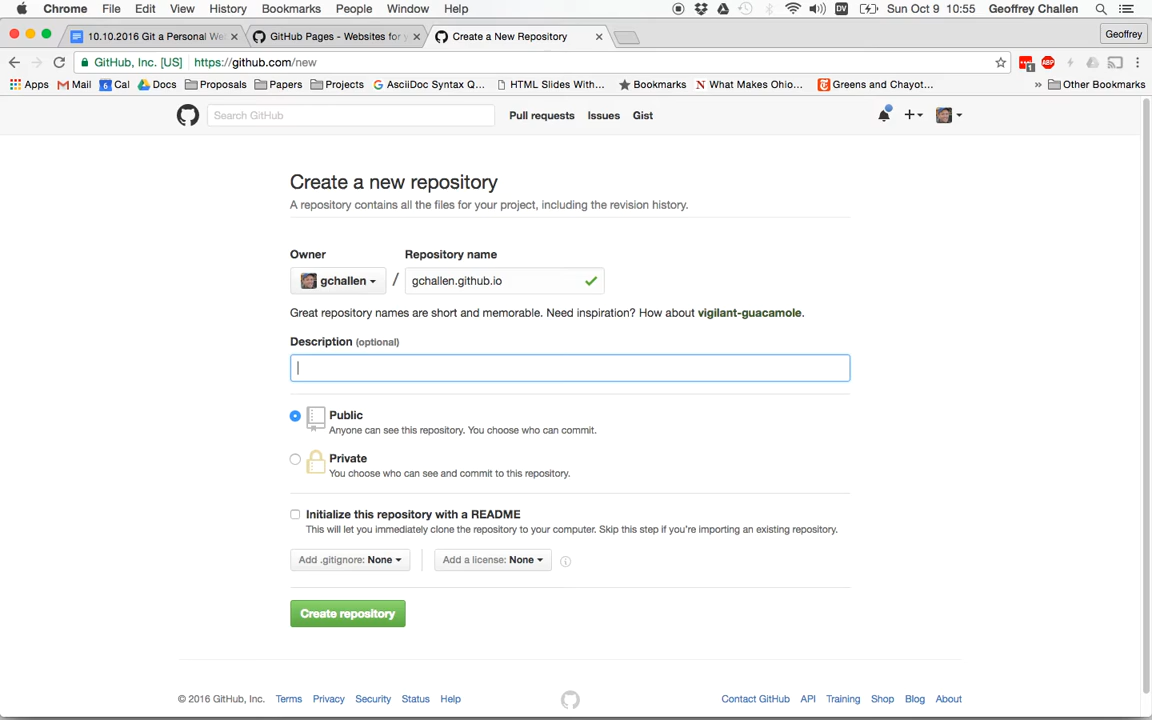 Chrome File Edit View History Bookmarks People Window Help DV Sun Oct 9 10:55 Geoffrey Challen
10.10.2016 Git a Personal We GitHub Pages - Websites for y Create a New Repository Geoffrey
GitHub, Inc. [US] https://github.com/new 1 ABP
Apps Mail 6 Cal Docs Proposals Papers Projects AsciiDoc Syntax Q... HTML Slides With... Bookmarks N What Makes Ohio... Greens and Chayot... » Other Bookmarks
Search GitHub Pull requests Issues Gist
Create a new repository
A repository contains all the files for your project, including the revision history.
Owner Repository name
gchallen / gchallen.github.io
Great repository names are short and memorable. Need inspiration? How about vigilant-guacamole.
Description (optional)
Public
Anyone can see this repository. You choose who can commit.
Private
You choose who can see and commit to this repository.
Initialize this repository with a README
This will let you immediately clone the repository to your computer. Skip this step if you're importing an existing repository.
Add .gitignore: None Add a license: None
Create repository
© 2016 GitHub, Inc. Terms Privacy Security Status Help Contact GitHub API Training Shop Blog About